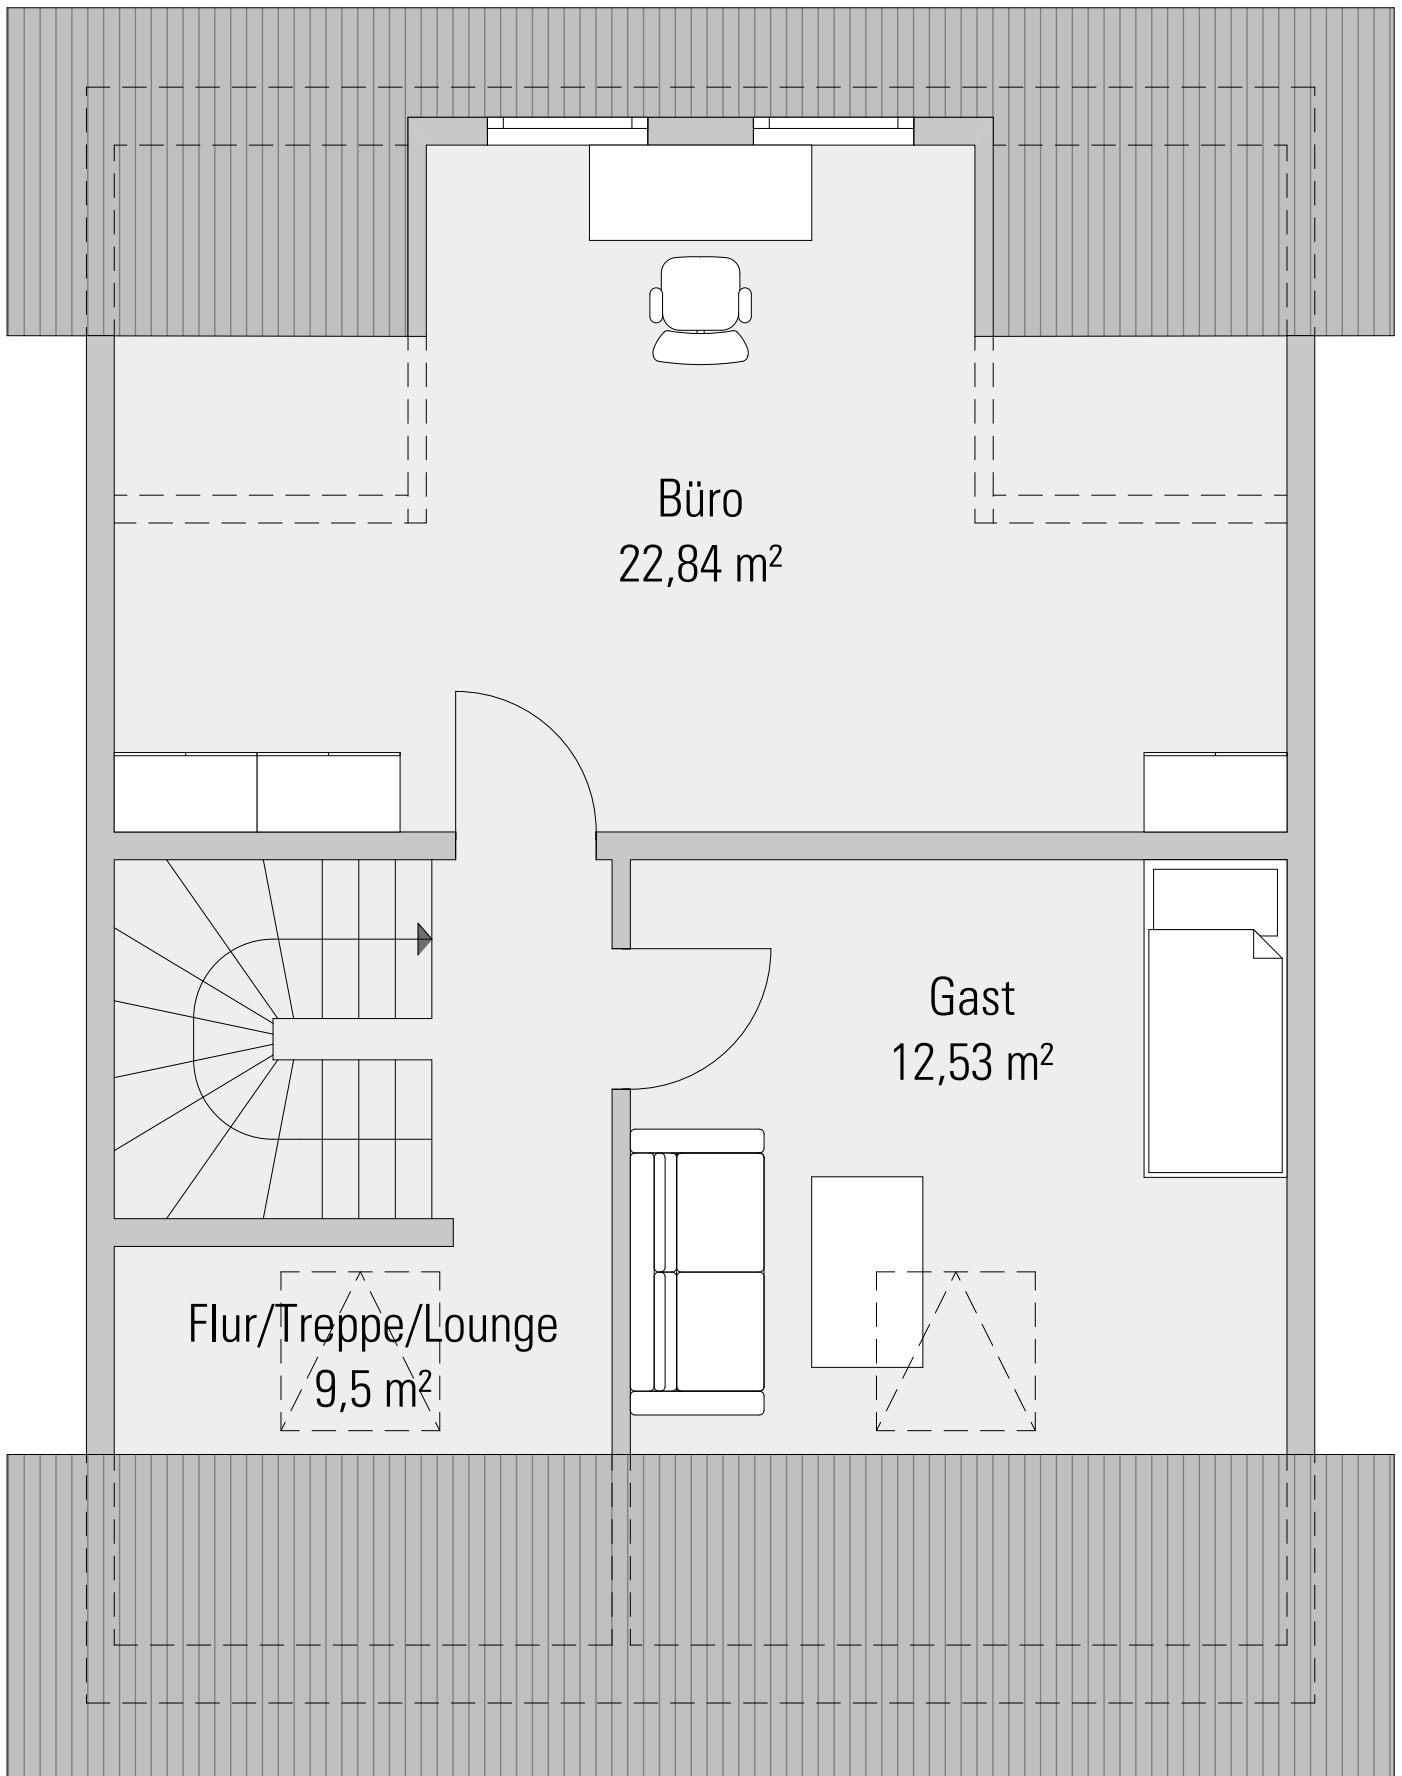 Büro
22,84 m²
Gast
12,53 m²
Flur/Treppe/Lounge
9,5 m²